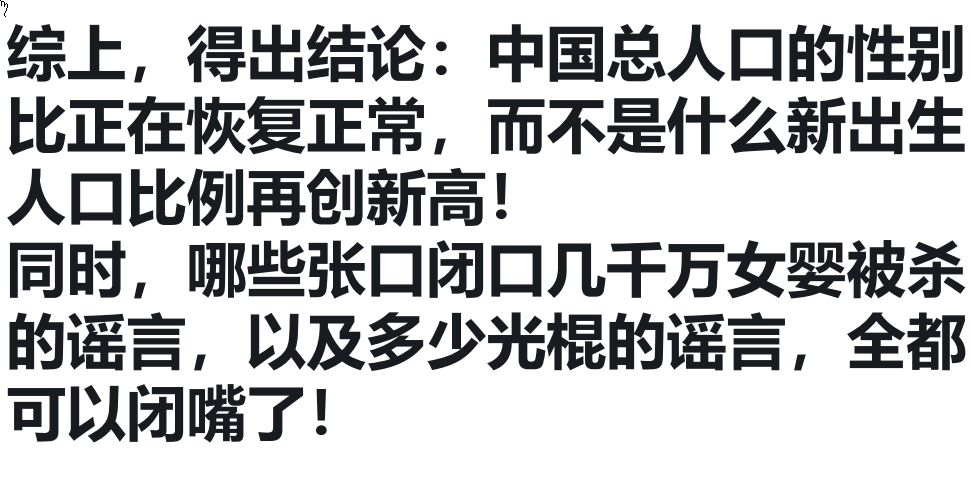 综上，得出结论：中国总人口的性别
比正在恢复正常，而不是什么新出生
人口比例再创新高！
同时，哪些张口闭口几千万女婴被杀
的谣言，以及多少光棍的谣言，全都
可以闭嘴了！